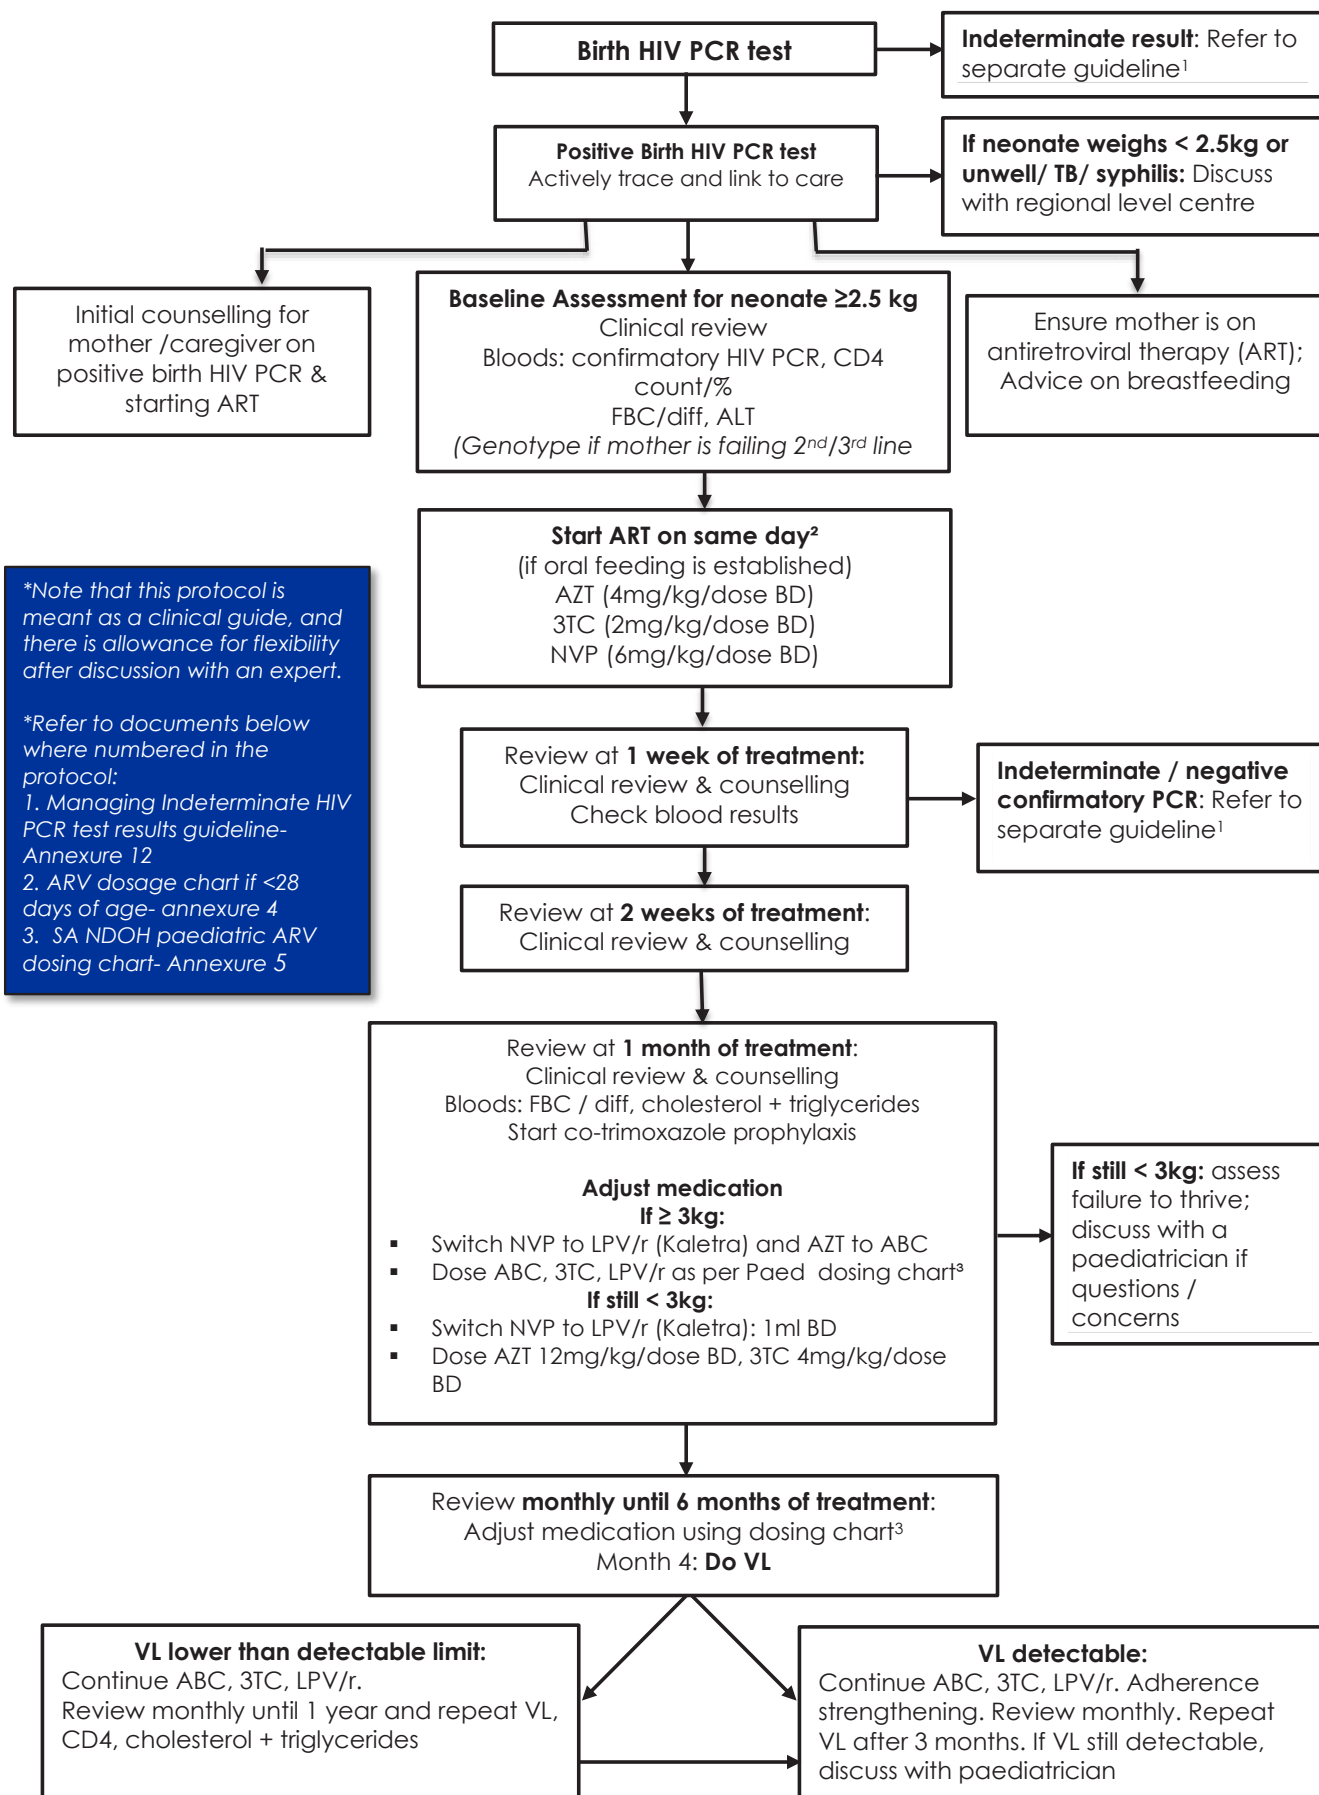 Birth HIV PCR test
Indeterminate result: Refer to
separate guideline¹
Positive Birth HIV PCR test
Actively trace and link to care
If neonate weighs < 2.5kg or
unwell/ TB/ syphilis: Discuss
with regional level centre
Initial counselling for
mother /caregiver on
positive birth HIV PCR &
starting ART
Baseline Assessment for neonate ≥2.5 kg
Clinical review
Bloods: confirmatory HIV PCR, CD4
count/%
FBC/diff, ALT
(Genotype if mother is failing 2nd/3rd line
Ensure mother is on
antiretroviral therapy (ART);
Advice on breastfeeding
Start ART on same day²
(if oral feeding is established)
AZT (4mg/kg/dose BD)
3TC (2mg/kg/dose BD)
NVP (6mg/kg/dose BD)
*Note that this protocol is
meant as a clinical guide, and
there is allowance for flexibility
after discussion with an expert.
*Refer to documents below
where numbered in the
protocol:
1. Managing Indeterminate HIV
PCR test results guideline-
Annexure 12
2. ARV dosage chart if <28
days of age- annexure 4
3. SA NDOH paediatric ARV
dosing chart- Annexure 5
Review at 1 week of treatment:
Clinical review & counselling
Check blood results
Indeterminate / negative
confirmatory PCR: Refer to
separate guideline¹
Review at 2 weeks of treatment:
Clinical review & counselling
Review at 1 month of treatment:
Clinical review & counselling
Bloods: FBC / diff, cholesterol + triglycerides
Start co-trimoxazole prophylaxis
Adjust medication
If ≥ 3kg:
▪ Switch NVP to LPV/r (Kaletra) and AZT to ABC
▪ Dose ABC, 3TC, LPV/r as per Paed dosing chart³
If still < 3kg:
▪ Switch NVP to LPV/r (Kaletra): 1ml BD
▪ Dose AZT 12mg/kg/dose BD, 3TC 4mg/kg/dose
BD
If still < 3kg: assess
failure to thrive;
discuss with a
paediatrician if
questions /
concerns
Review monthly until 6 months of treatment:
Adjust medication using dosing chart³
Month 4: Do VL
VL lower than detectable limit:
Continue ABC, 3TC, LPV/r.
Review monthly until 1 year and repeat VL,
CD4, cholesterol + triglycerides
VL detectable:
Continue ABC, 3TC, LPV/r. Adherence
strengthening. Review monthly. Repeat
VL after 3 months. If VL still detectable,
discuss with paediatrician